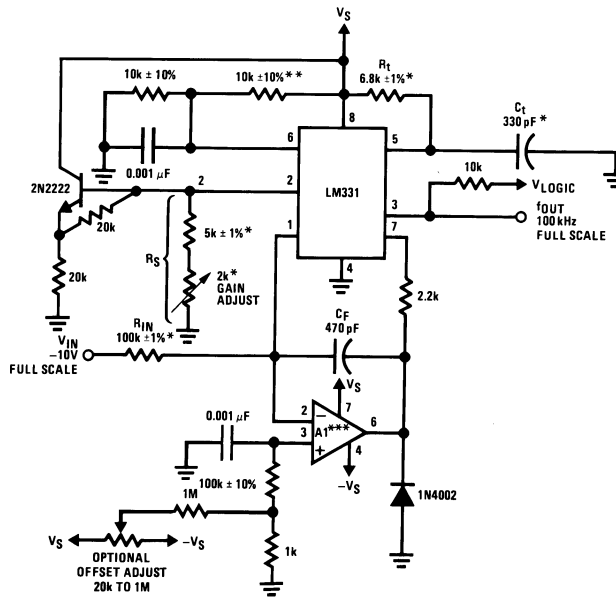 VS
10k ± 10%
10k ±10%**
Rt
6.8k ±1%*
Ct
330 pF*
8
6
5
0.001 µF
10k
VLOGIC
2N2222
2
2
LM331
3
fOUT
100 kHz
FULL SCALE
20k
5k ± 1%*
1
7
RS
4
20k
2k*
GAIN
ADJUST
2.2k
VIN
–10V
FULL SCALE
RIN
100k ±1%*
CF
470 pF
VS
0.001 µF
2
7
6
3
A1***
4
100k ± 10%
–VS
1N4002
1M
VS
–VS
1k
OPTIONAL
OFFSET ADJUST
20k TO 1M